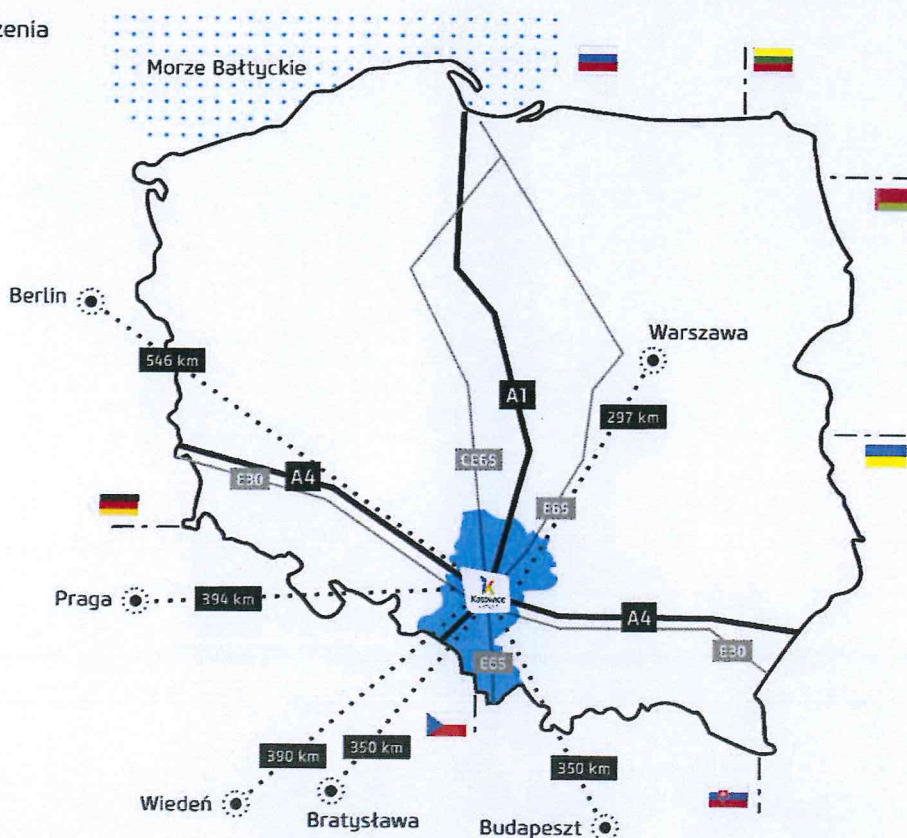 zenia
Morze Bałtyckie
Berlin
546 km
Warszawa
297 km
A1
CE65
A4
E30
E65
Katowice
Praga
394 km
A4
E30
E65
390 km
350 km
350 km
Wiedeń
Bratysława
Budapeszt